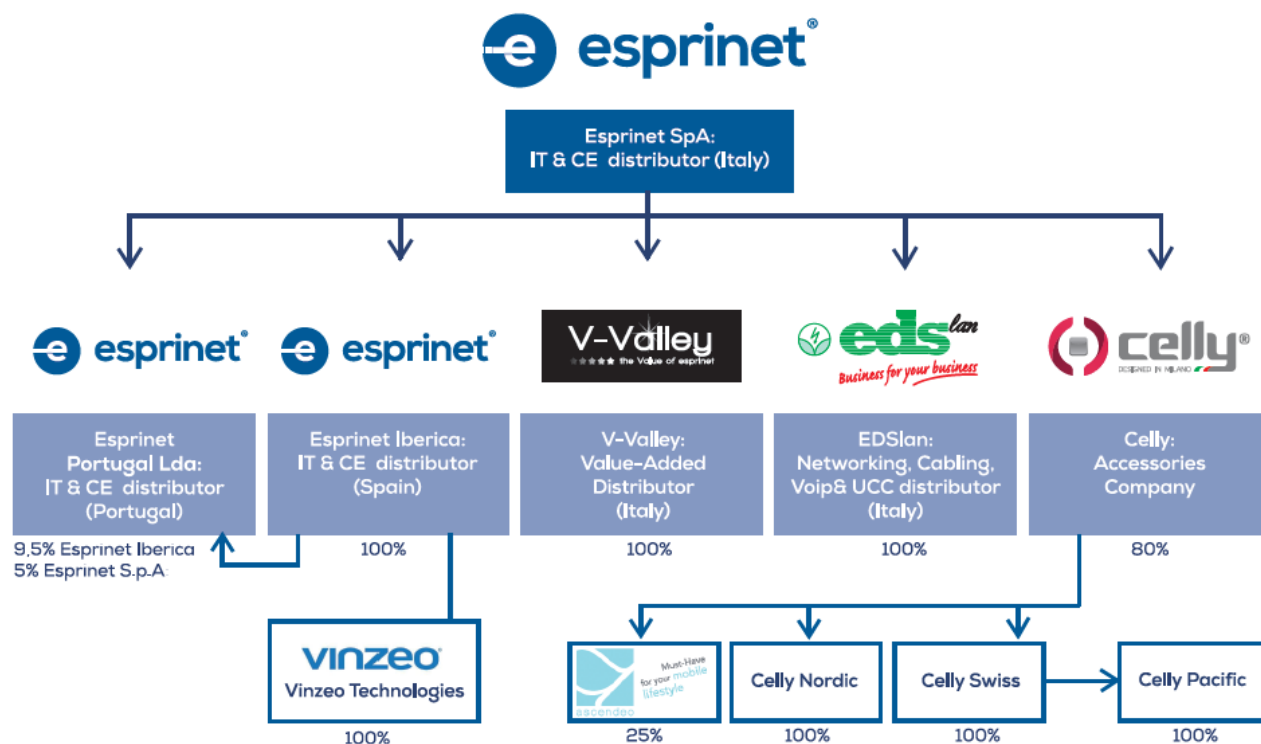 esprinet®
Esprinet SpA:
IT & CE distributor (Italy)
esprinet®
esprinet®
V-Valley
the Value of esprinet
eds lan
Business for your business
celly®
DESIGNED IN MILANO
Esprinet
Portugal Lda:
IT & CE distributor
(Portugal)
Esprinet Iberica:
IT & CE distributor
(Spain)
V-Valley:
Value-Added
Distributor
(Italy)
EDSlan:
Networking, Cabling,
Voip& UCC distributor
(Italy)
Celly:
Accessories
Company
9,5% Esprinet Iberica
5% Esprinet S.p.A
100%
100%
100%
80%
vinzeo®
Vinzeo Technologies
100%
Must-Have
for your mobile
lifestyle
ascendeo
25%
Celly Nordic
100%
Celly Swiss
100%
Celly Pacific
100%